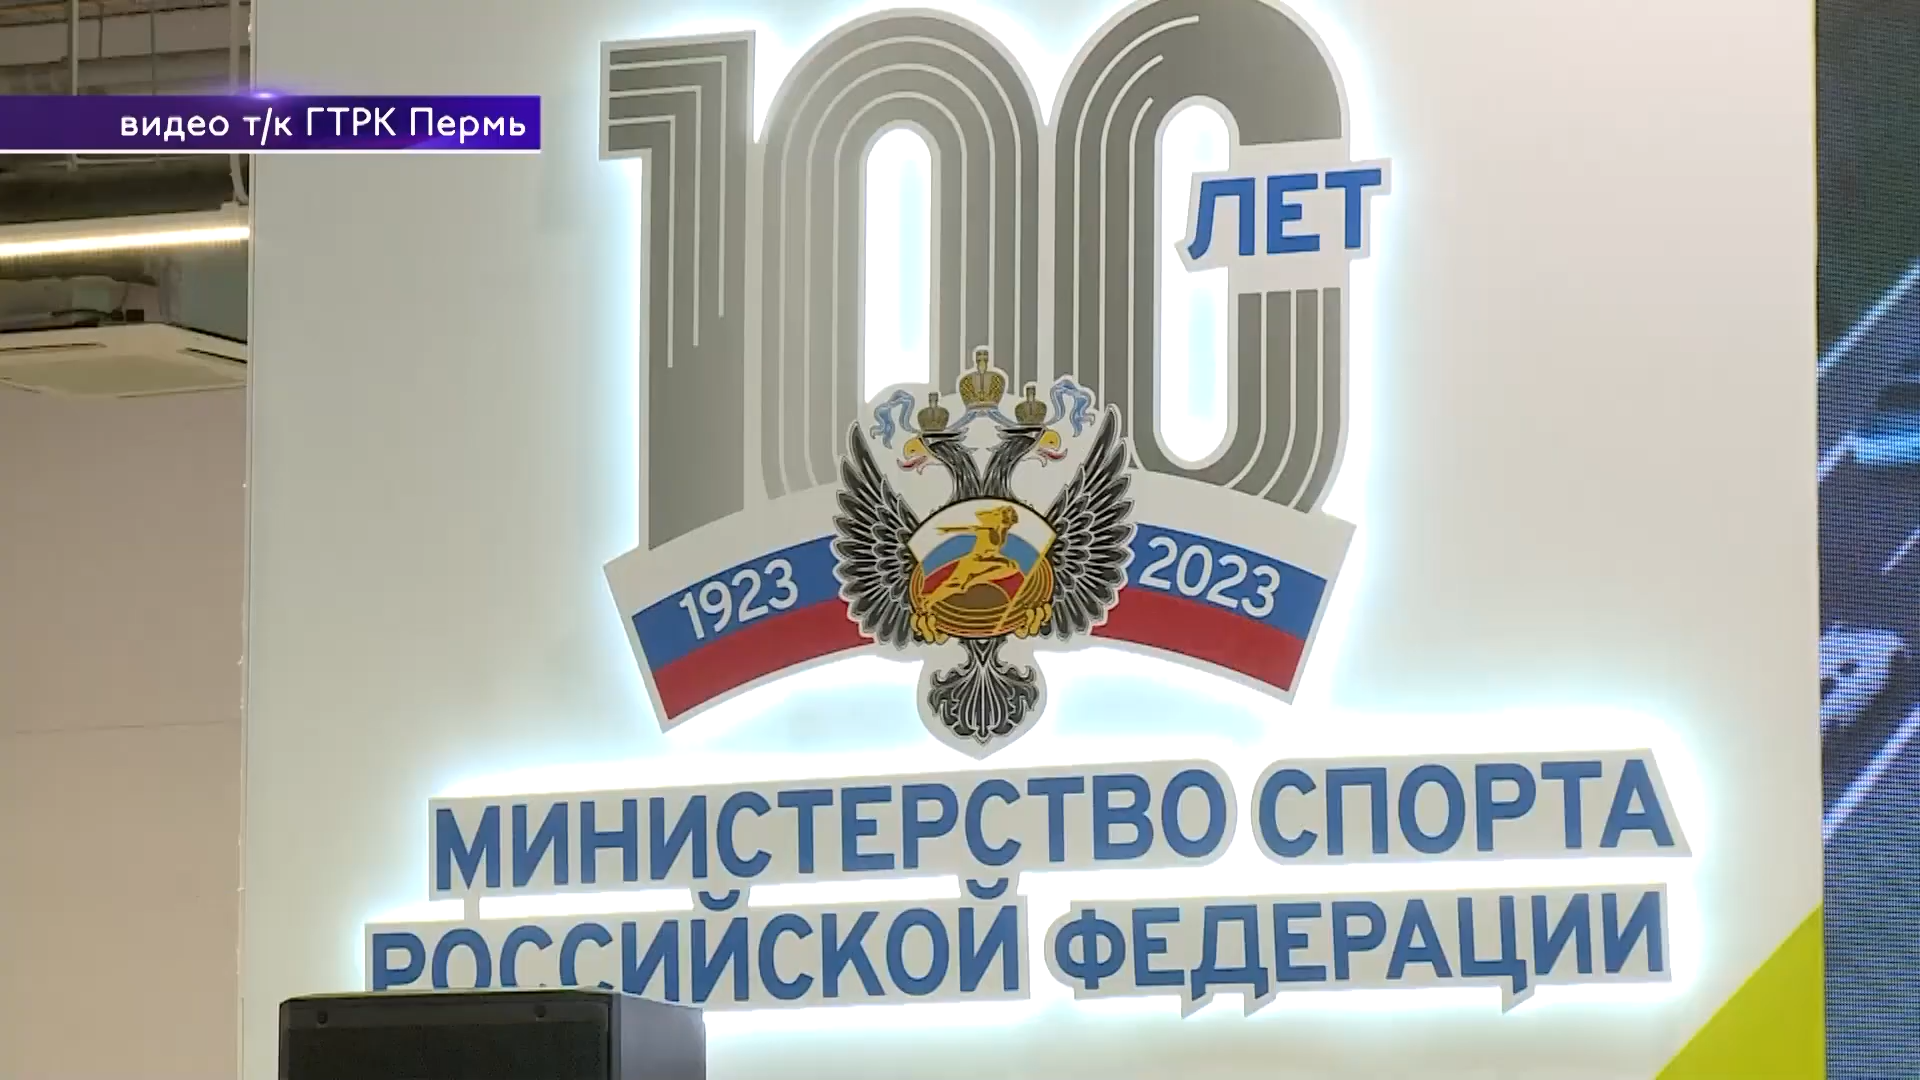 видео т/к ГТРК Пермь
100
ЛЕТ
1923
2023
МИНИСТЕРСТВО СПОРТА
РОССИЙСКОЙ ФЕДЕРАЦИИ